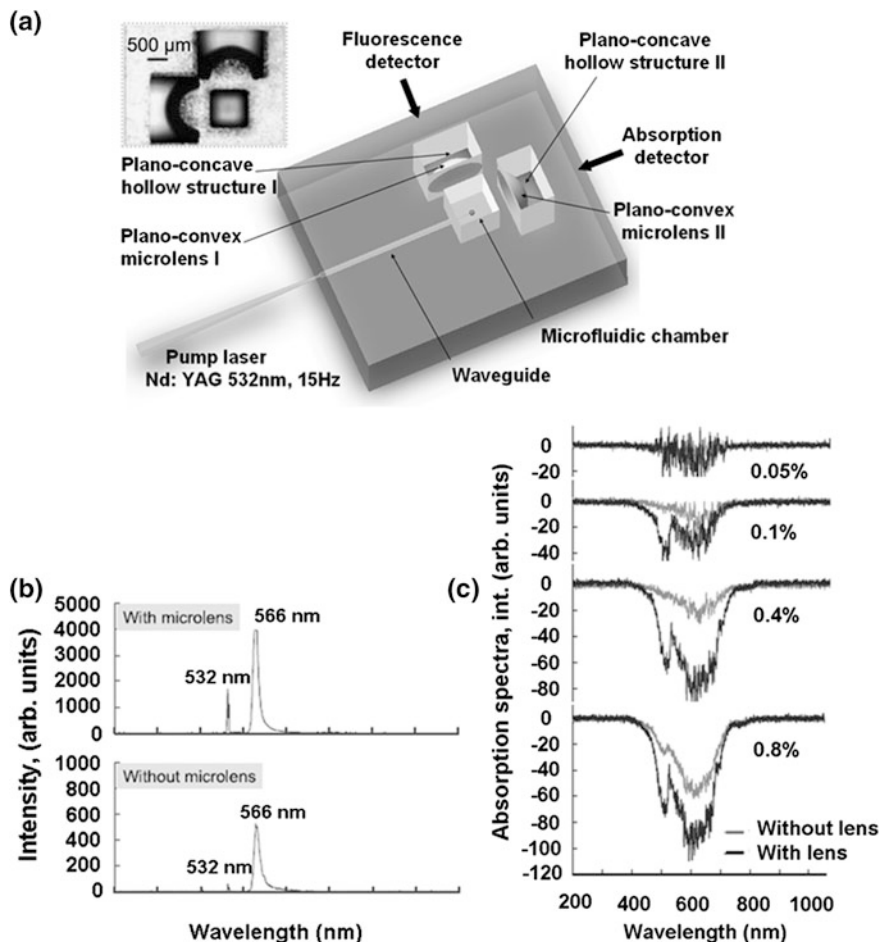 (a)
500 µm
Fluorescence
detector
Plano-concave
hollow structure II
Absorption
detector
Plano-concave
hollow structure I
Plano-convex
microlens I
Plano-convex
microlens II
Microfluidic chamber
Pump laser
Nd: YAG 532nm, 15Hz
Waveguide
(b)
Intensity, (arb. units)
5000
4000
3000
2000
1000
0
With microlens
566 nm
532 nm
1000
800
600
400
200
0
Without microlens
566 nm
532 nm
Wavelength (nm)
(c)
Absorption spectra, int. (arb. units)
0
-20
0.05%
0
-20
-40
0.1%
0
-20
-40
-60
-80
0.4%
0
-20
-40
-60
-80
-100
-120
0.8%
Without lens
With lens
200 400 600 800 1000
Wavelength (nm)